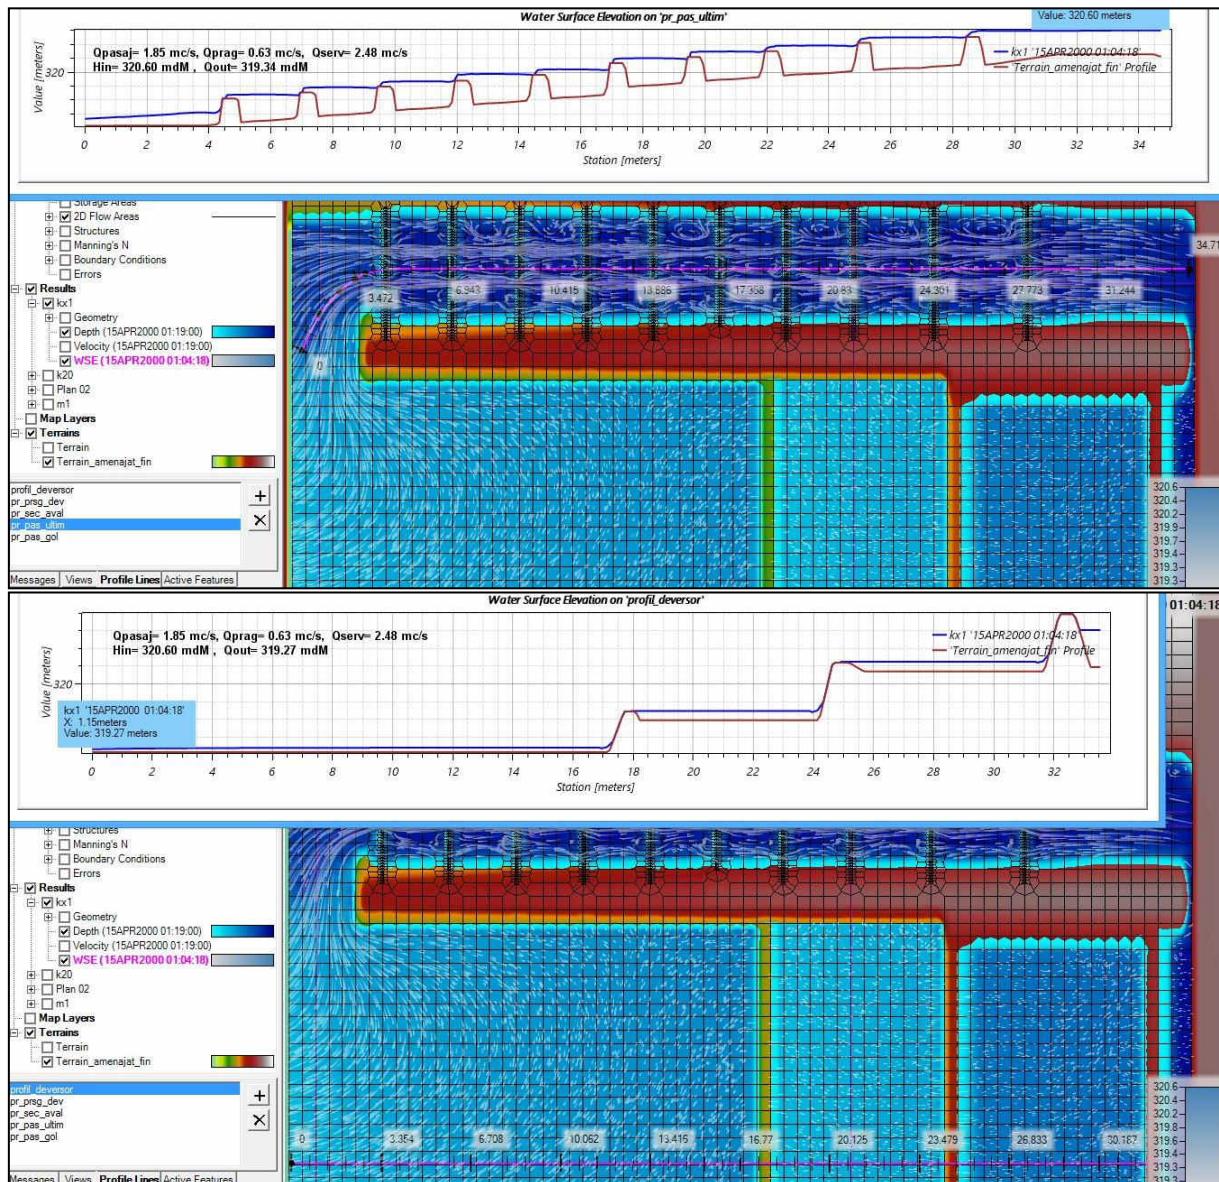 Water Surface Elevation on 'pr_pas_ultim'
Value: 320.60 meters
Qpasaj= 1.85 mc/s, Qprag= 0.63 mc/s, Qserv= 2.48 mc/s
Hin= 320.60 mdM , Qout= 319.34 mdM
kx1 '15APR2000 01:04:18'
'Terrain_amenajat_fin' Profile
Value [meters]
320
0 2 4 6 8 10 12 14 16 18 20 22 24 26 28 30 32 34
Station [meters]
Storage Areas
2D Flow Areas
Structures
Manning's N
Boundary Conditions
Errors
Results
kx1
Geometry
Depth (15APR2000 01:19:00)
Velocity (15APR2000 01:19:00)
WSE (15APR2000 01:04:18)
k20
Plan 02
m1
Map Layers
Terrains
Terrain
Terrain_amenajat_fin
profil_deversor
pr_prsg_dev
pr_sec_aval
pr_pas_ultim
pr_pas_gol
Messages Views Profile Lines Active Features
34.71
0 3.472 6.943 10.415 13.886 17.358 20.83 24.301 27.773 31.244
320.6
320.4
320.2
319.9
319.7
319.4
319.3
319.3
Water Surface Elevation on 'profil_deversor'
01:04:18
Qpasaj= 1.85 mc/s, Qprag= 0.63 mc/s, Qserv= 2.48 mc/s
Hin= 320.60 mdM , Qout= 319.27 mdM
kx1 '15APR2000 01:04:18'
'Terrain_amenajat_fin' Profile
Value [meters]
320
kx1 '15APR2000 01:04:18'
X: 1.15meters
Value: 319.27 meters
0 2 4 6 8 10 12 14 16 18 20 22 24 26 28 30 32
Station [meters]
Structures
Manning's N
Boundary Conditions
Errors
Results
kx1
Geometry
Depth (15APR2000 01:19:00)
Velocity (15APR2000 01:19:00)
WSE (15APR2000 01:04:18)
k20
Plan 02
m1
Map Layers
Terrains
Terrain
Terrain_amenajat_fin
profil_deversor
pr_prsg_dev
pr_sec_aval
pr_pas_ultim
pr_pas_gol
Messages Views Profile Lines Active Features
0 3.354 6.708 10.062 13.416 16.77 20.125 23.479 26.833 30.187
320.6
320.4
320.2
319.8
319.6
319.4
319.3
319.3